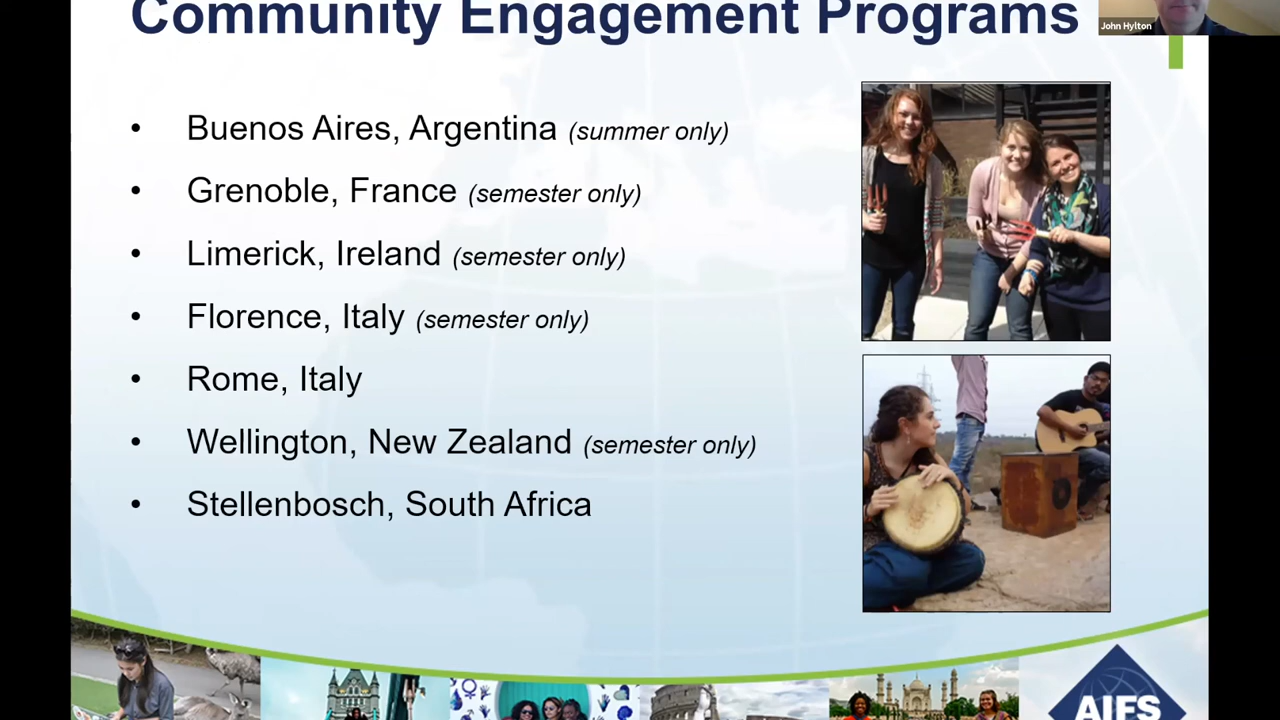 Community Engagement Programs
John Hylton
• Buenos Aires, Argentina (summer only)
• Grenoble, France (semester only)
• Limerick, Ireland (semester only)
• Florence, Italy (semester only)
• Rome, Italy
• Wellington, New Zealand (semester only)
• Stellenbosch, South Africa
AIFS